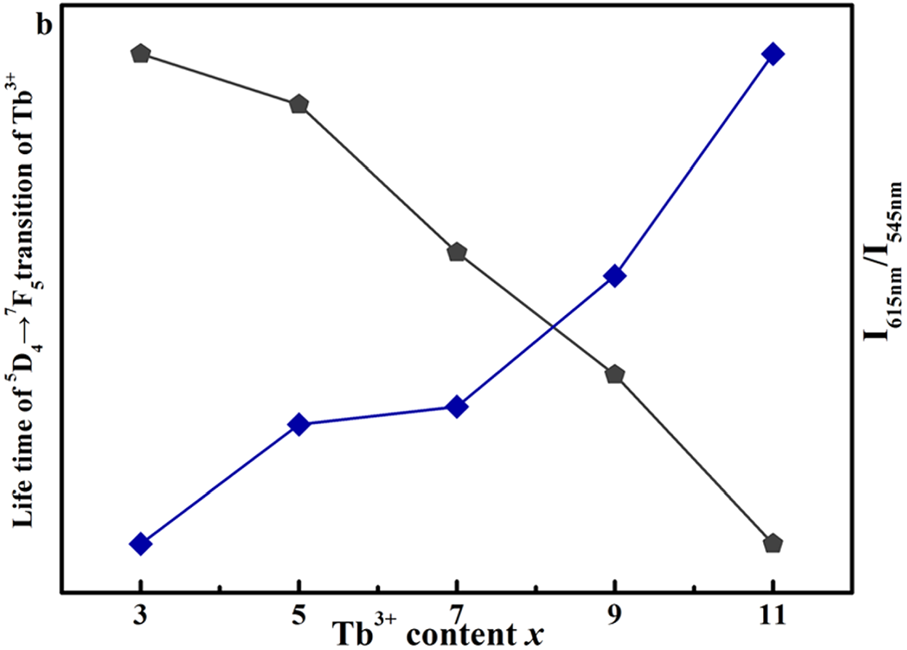 b
Life time of ⁵D₄→⁷F₅ transition of Tb³⁺
I₆₁₅ₙₘ/I₅₄₅ₙₘ
3 5 7 9 11
Tb³⁺ content x